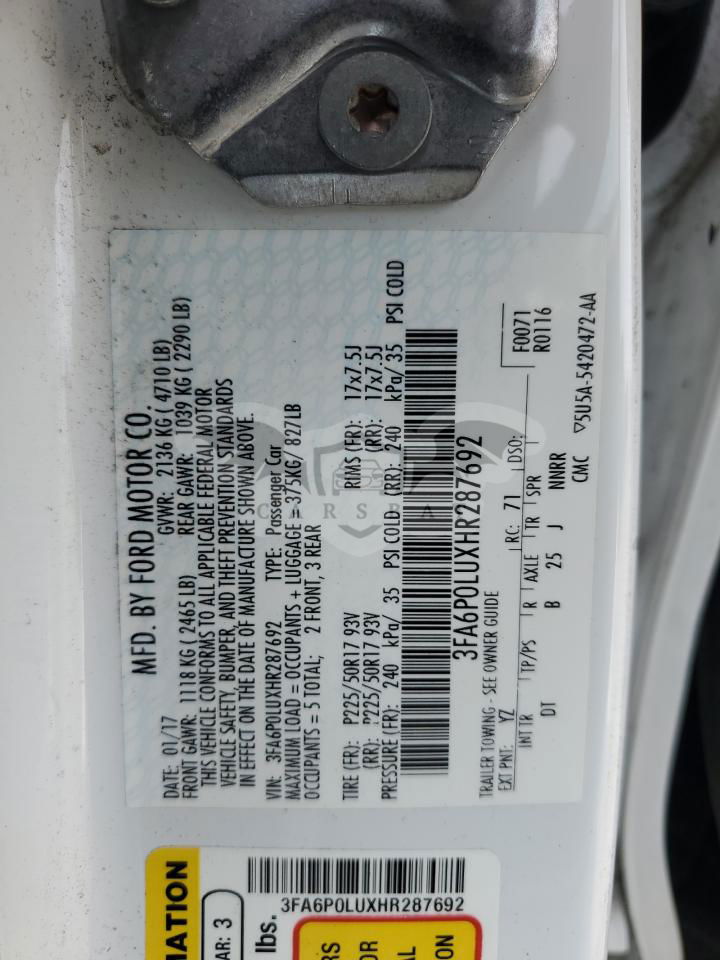 MFD. BY FORD MOTOR CO.
DATE: 01/17 GVWR: 2136 KG ( 4710 LB)
FRONT GAWR: 1118 KG ( 2465 LB) REAR GAWR: 1039 KG ( 2290 LB)
THIS VEHICLE CONFORMS TO ALL APPLICABLE FEDERAL MOTOR
VEHICLE SAFETY, BUMPER, AND THEFT PREVENTION STANDARDS
IN EFFECT ON THE DATE OF MANUFACTURE SHOWN ABOVE.
VIN: 3FA6P0LUXHR287692 TYPE: Passenger Car
MAXIMUM LOAD = OCCUPANTS + LUGGAGE = 375KG/ 827LB
OCCUPANTS = 5 TOTAL; 2 FRONT, 3 REAR
TIRE (FR): P225/50R17 93V RIMS (FR): 17x7.5J
(RR): P225/50R17 93V (RR): 17x7.5J
PRESSURE (FR): 240 kPa/ 35 PSI COLD (RR): 240 kPa/ 35 PSI COLD
3FA6P0LUXHR287692
TRAILER TOWING - SEE OWNER GUIDE
EXT PNT: YZ RC: 71 DSO: F0071
R0116
INT TR TP/PS R AXLE TR SPR
DT B 25 J NNRR
CMC ▽5U5A-5420472-AA
CARSBA
MATION
AR: 3
lbs.
3FA6P0LUXHR287692
RS
OR
AL
ION